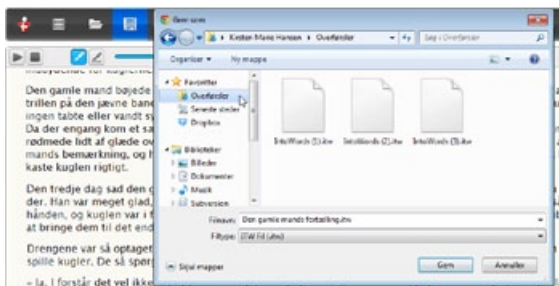 Gem som
Kirsten Marie Hansen › Overførsler
Søg i Overførsler
Organiser
Ny mappe
Favoritter
Overførsler
Seneste steder
Dropbox
Biblioteker
Billeder
Dokumenter
Musik
Subversion
IntoWords (1).itw
IntoWords (2).itw
IntoWords (3).itw
Filnavn: Den gamle mands fortælling.itw
Filtype: ITW Fil (.itw)
Skjul mapper
Gem
Annuller
Den gamle mand bøjede
trillen på den jævne bane
ingen tabte eller vandt
Da der engang kom et
rødmede lidt af glæde
mands bemærkning, og h
kaste kuglen rigtigt.
Den tredje dag sad den g
der. Han var meget glad,
hånden, og kuglen var i
at bringe dem til det
Drengene var så optaget
spille kugler. De så spør
- Ja, I forstår det vel ikke